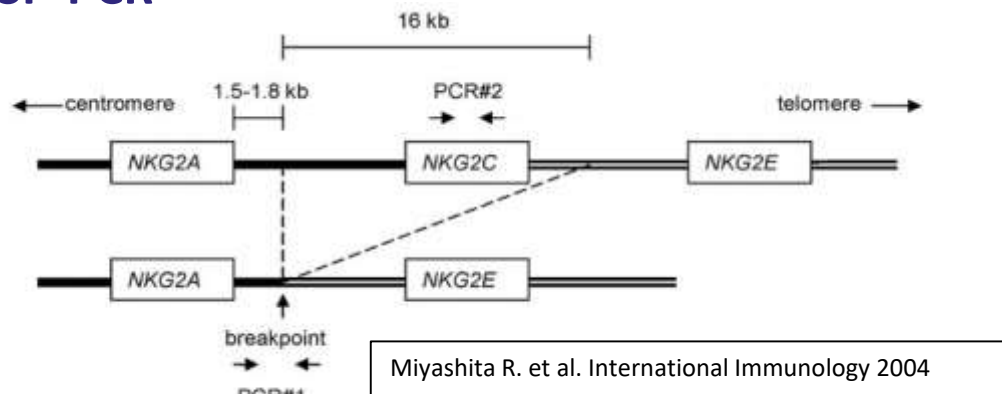 PCR
16 kb
1.5-1.8 kb
PCR#2
centromere
telomere
NKG2A
NKG2C
NKG2E
NKG2A
NKG2E
breakpoint
Miyashita R. et al. International Immunology 2004